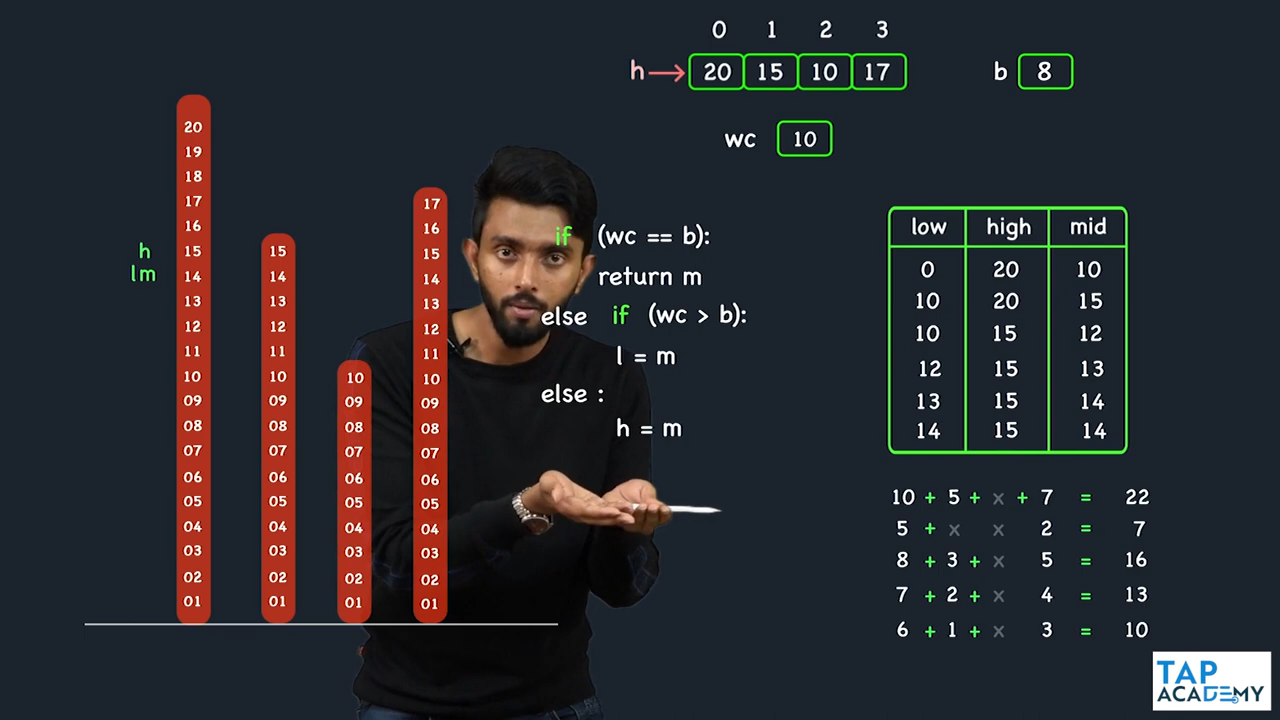 0 1 2 3
h 20 15 10 17 b 8
wc 10
20
19
18
17
16
15
14
13
12
11
10
09
08
07
06
05
04
03
02
01
h
lm
15
14
13
12
11
10
09
08
07
06
05
04
03
02
01
10
09
08
07
06
05
04
03
02
01
17
16
15
14
13
12
11
10
09
08
07
06
05
04
03
02
01
if (wc == b):
return m
else if (wc > b):
l = m
else :
h = m
low high mid
0 20 10
10 20 15
10 15 12
12 15 13
13 15 14
14 15 14
10 + 5 + x + 7 = 22
5 + x x 2 = 7
8 + 3 + x 5 = 16
7 + 2 + x 4 = 13
6 + 1 + x 3 = 10
TAP
ACADEMY